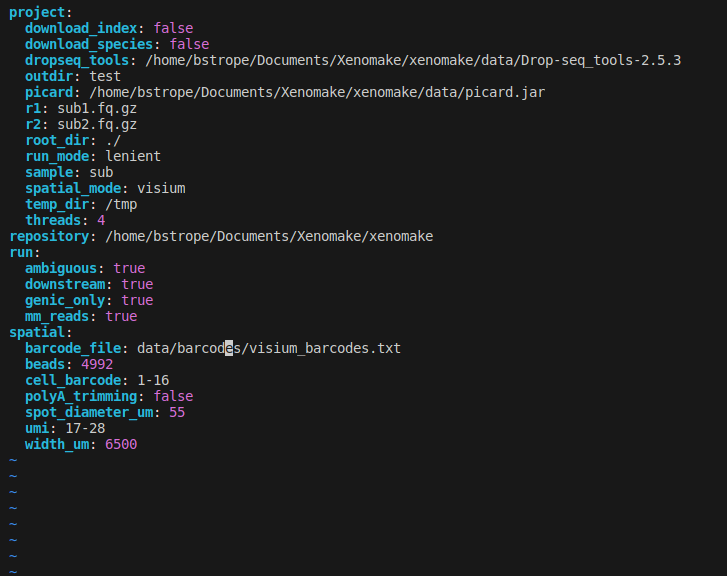 project:
  download_index: false
  download_species: false
  dropseq_tools: /home/bstrope/Documents/Xenomake/xenomake/data/Drop-seq_tools-2.5.3
  outdir: test
  picard: /home/bstrope/Documents/Xenomake/xenomake/data/picard.jar
  r1: sub1.fq.gz
  r2: sub2.fq.gz
  root_dir: ./
  run_mode: lenient
  sample: sub
  spatial_mode: visium
  temp_dir: /tmp
  threads: 4
repository: /home/bstrope/Documents/Xenomake/xenomake
run:
  ambiguous: true
  downstream: true
  genic_only: true
  mm_reads: true
spatial:
  barcode_file: data/barcodes/visium_barcodes.txt
  beads: 4992
  cell_barcode: 1-16
  polyA_trimming: false
  spot_diameter_um: 55
  umi: 17-28
  width_um: 6500
~
~
~
~
~
~
~
~